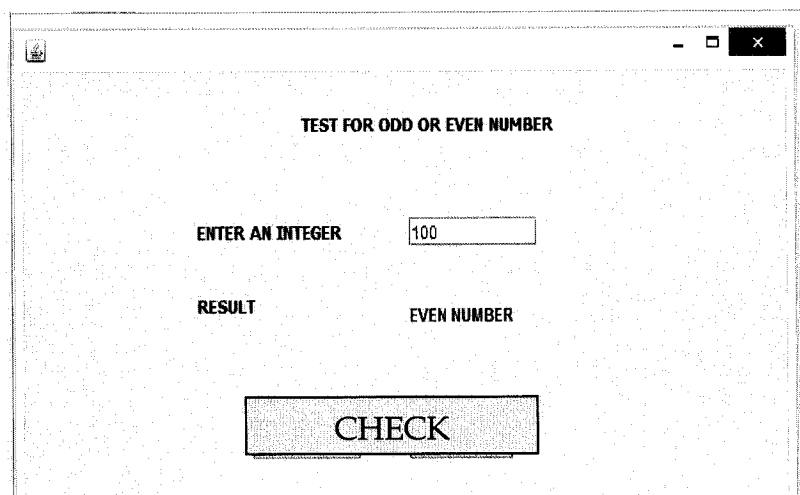 TEST FOR ODD OR EVEN NUMBER
ENTER AN INTEGER 100
RESULT EVEN NUMBER
CHECK